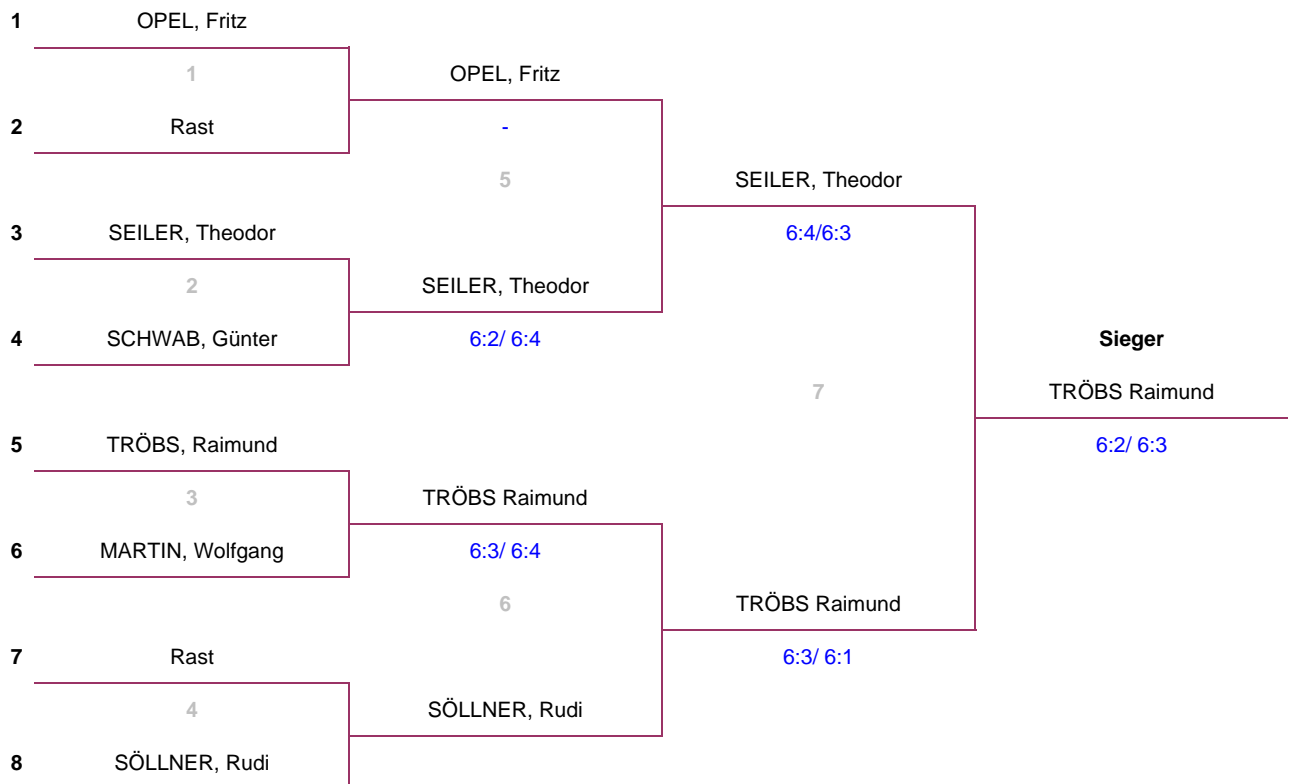 1 OPEL, Fritz
1 OPEL, Fritz
2 Rast -
5 SEILER, Theodor
3 SEILER, Theodor 6:4/6:3
2 SEILER, Theodor
4 SCHWAB, Günter 6:2/ 6:4 Sieger
7 TRÖBS Raimund
5 TRÖBS, Raimund 6:2/ 6:3
3 TRÖBS Raimund
6 MARTIN, Wolfgang 6:3/ 6:4
6 TRÖBS Raimund
7 Rast 6:3/ 6:1
4 SÖLLNER, Rudi
8 SÖLLNER, Rudi